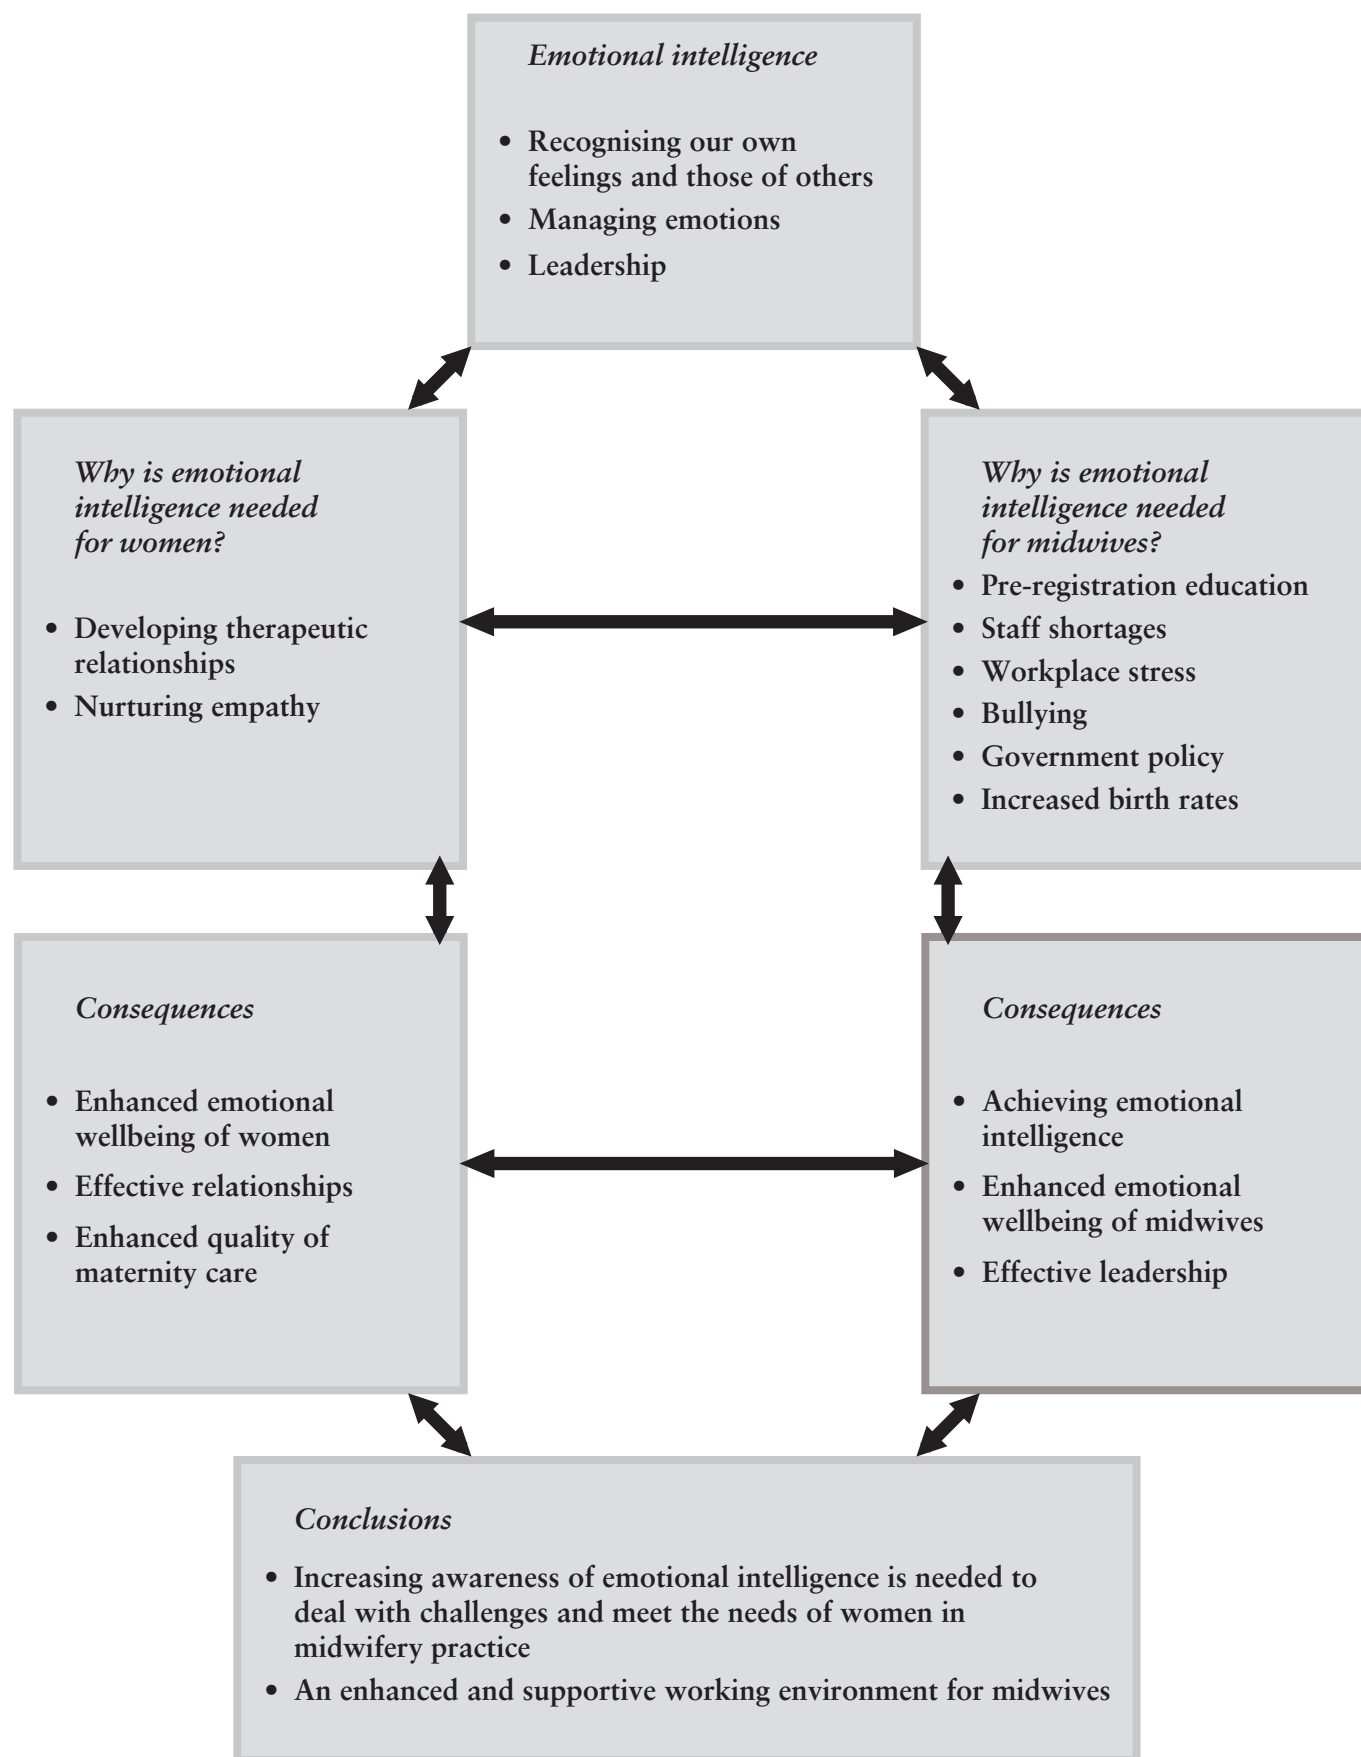 Emotional intelligence
• Recognising our own
feelings and those of others
• Managing emotions
• Leadership
Why is emotional
intelligence needed
for women?
• Developing therapeutic
relationships
• Nurturing empathy
Why is emotional
intelligence needed
for midwives?
• Pre-registration education
• Staff shortages
• Workplace stress
• Bullying
• Government policy
• Increased birth rates
Consequences
• Enhanced emotional
wellbeing of women
• Effective relationships
• Enhanced quality of
maternity care
Consequences
• Achieving emotional
intelligence
• Enhanced emotional
wellbeing of midwives
• Effective leadership
Conclusions
• Increasing awareness of emotional intelligence is needed to
deal with challenges and meet the needs of women in
midwifery practice
• An enhanced and supportive working environment for midwives